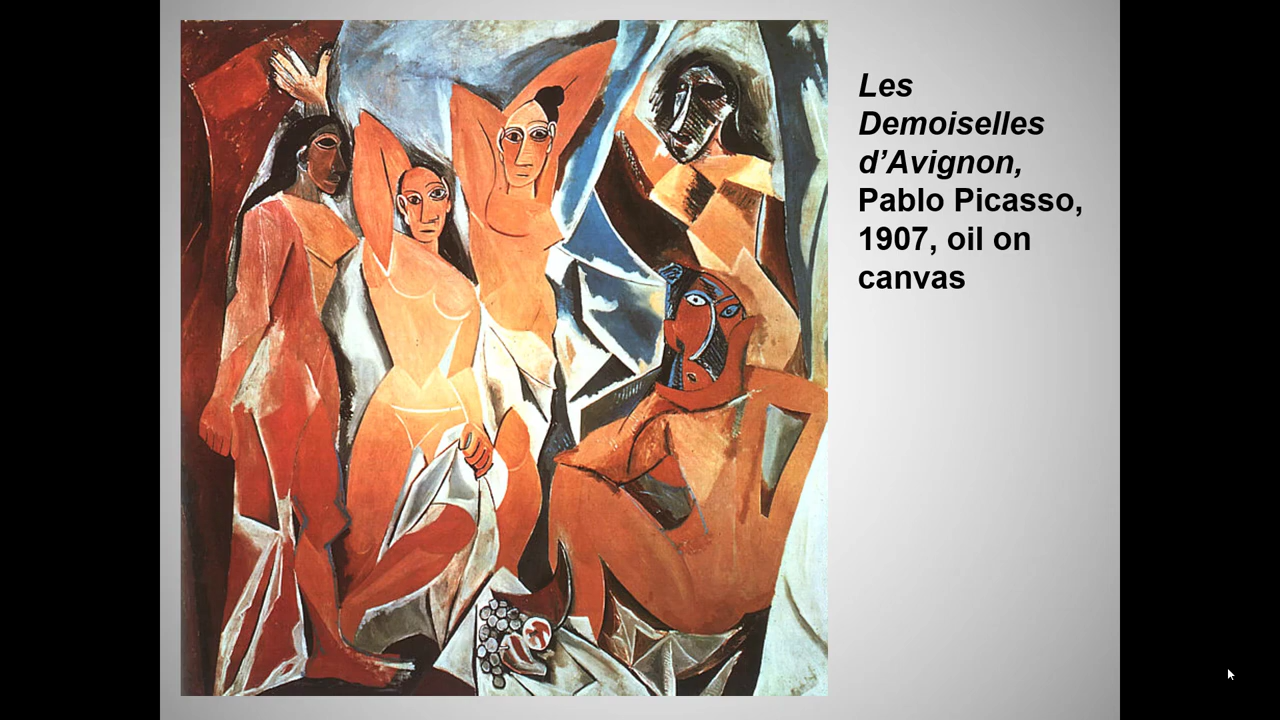 Les
Demoiselles
d’Avignon,
Pablo Picasso,
1907, oil on
canvas